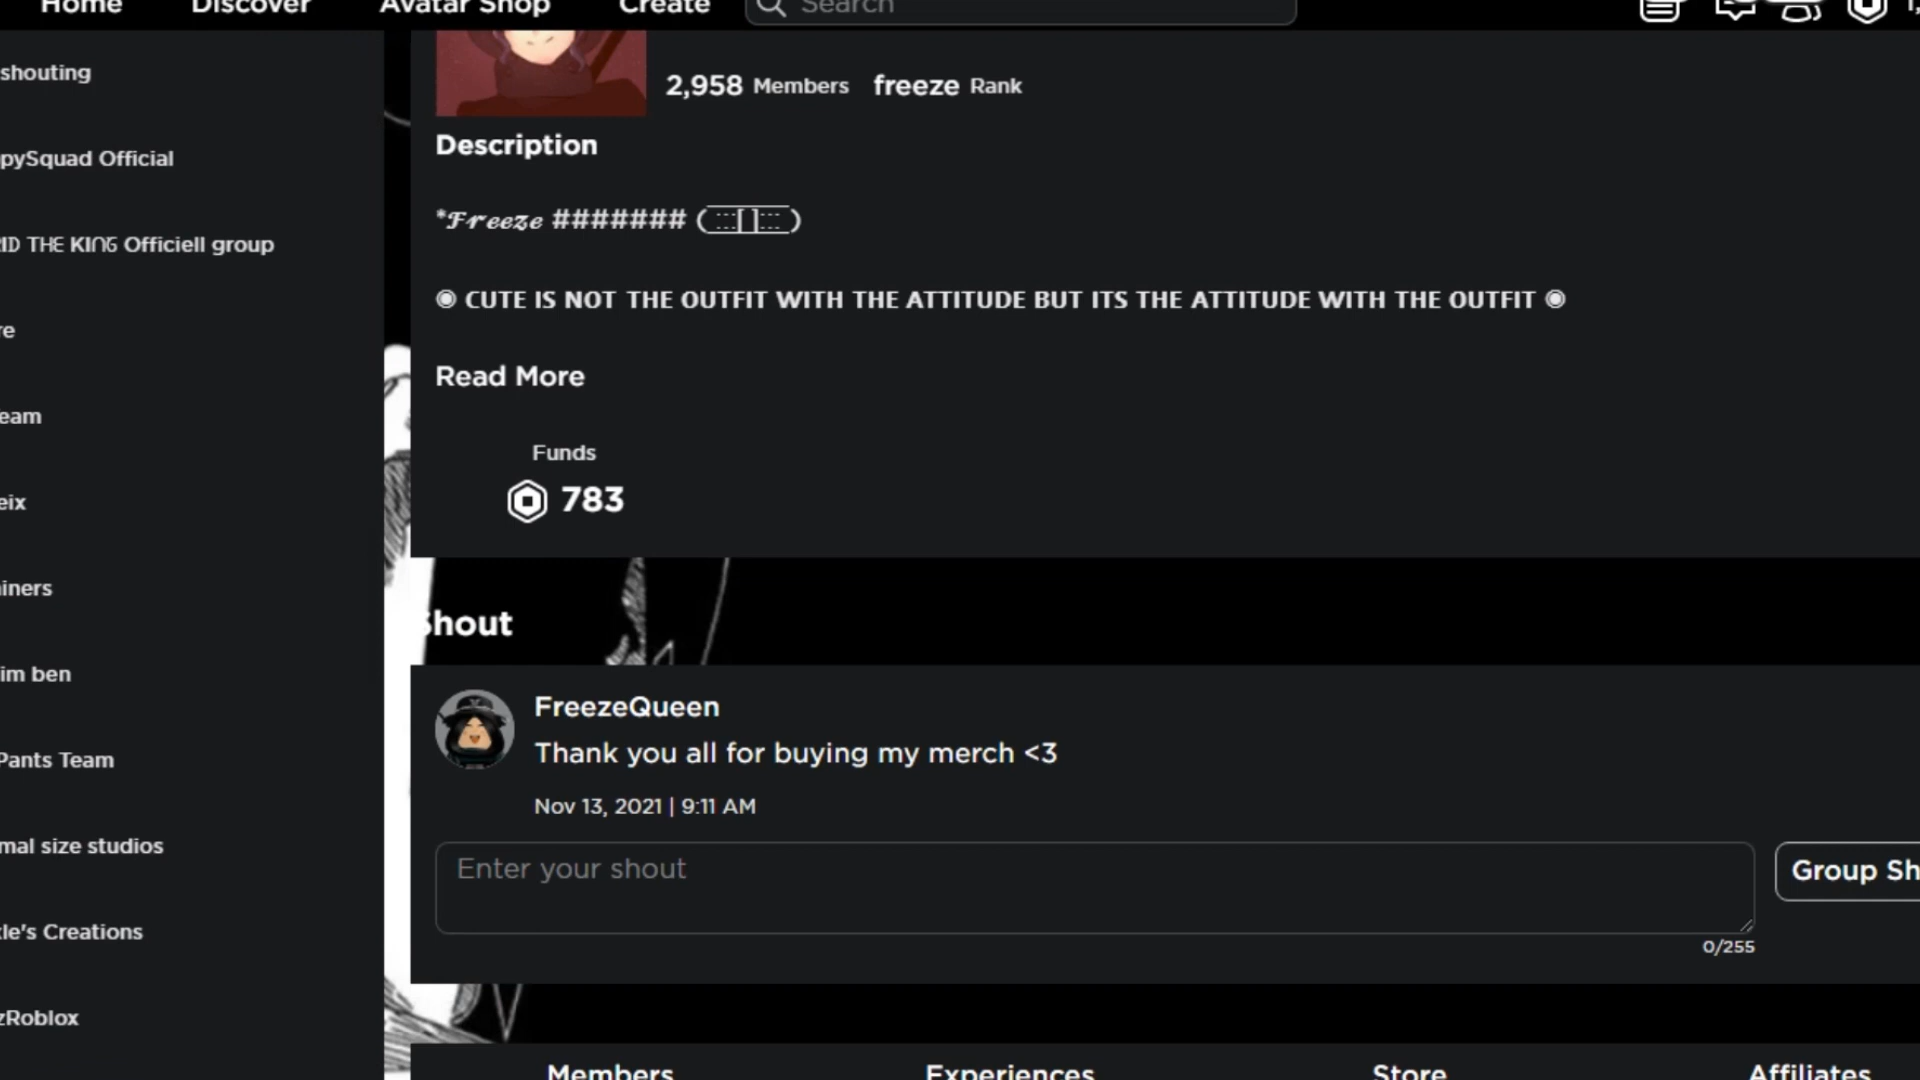 Home Discover Avatar Shop Create Search
shouting
pySquad Official
ID THE KING Officiell group
re
eam
eix
iners
im ben
Pants Team
mal size studios
le's Creations
zRoblox
2,958 Members freeze Rank
Description
*𝓕𝓻𝓮𝓮𝔃𝓮 #######
◉ CUTE IS NOT THE OUTFIT WITH THE ATTITUDE BUT ITS THE ATTITUDE WITH THE OUTFIT ◉
Read More
Funds
783
Shout
FreezeQueen
Thank you all for buying my merch <3
Nov 13, 2021 | 9:11 AM
Enter your shout
Group Sh
0/255
Members Experiences Store Affiliates